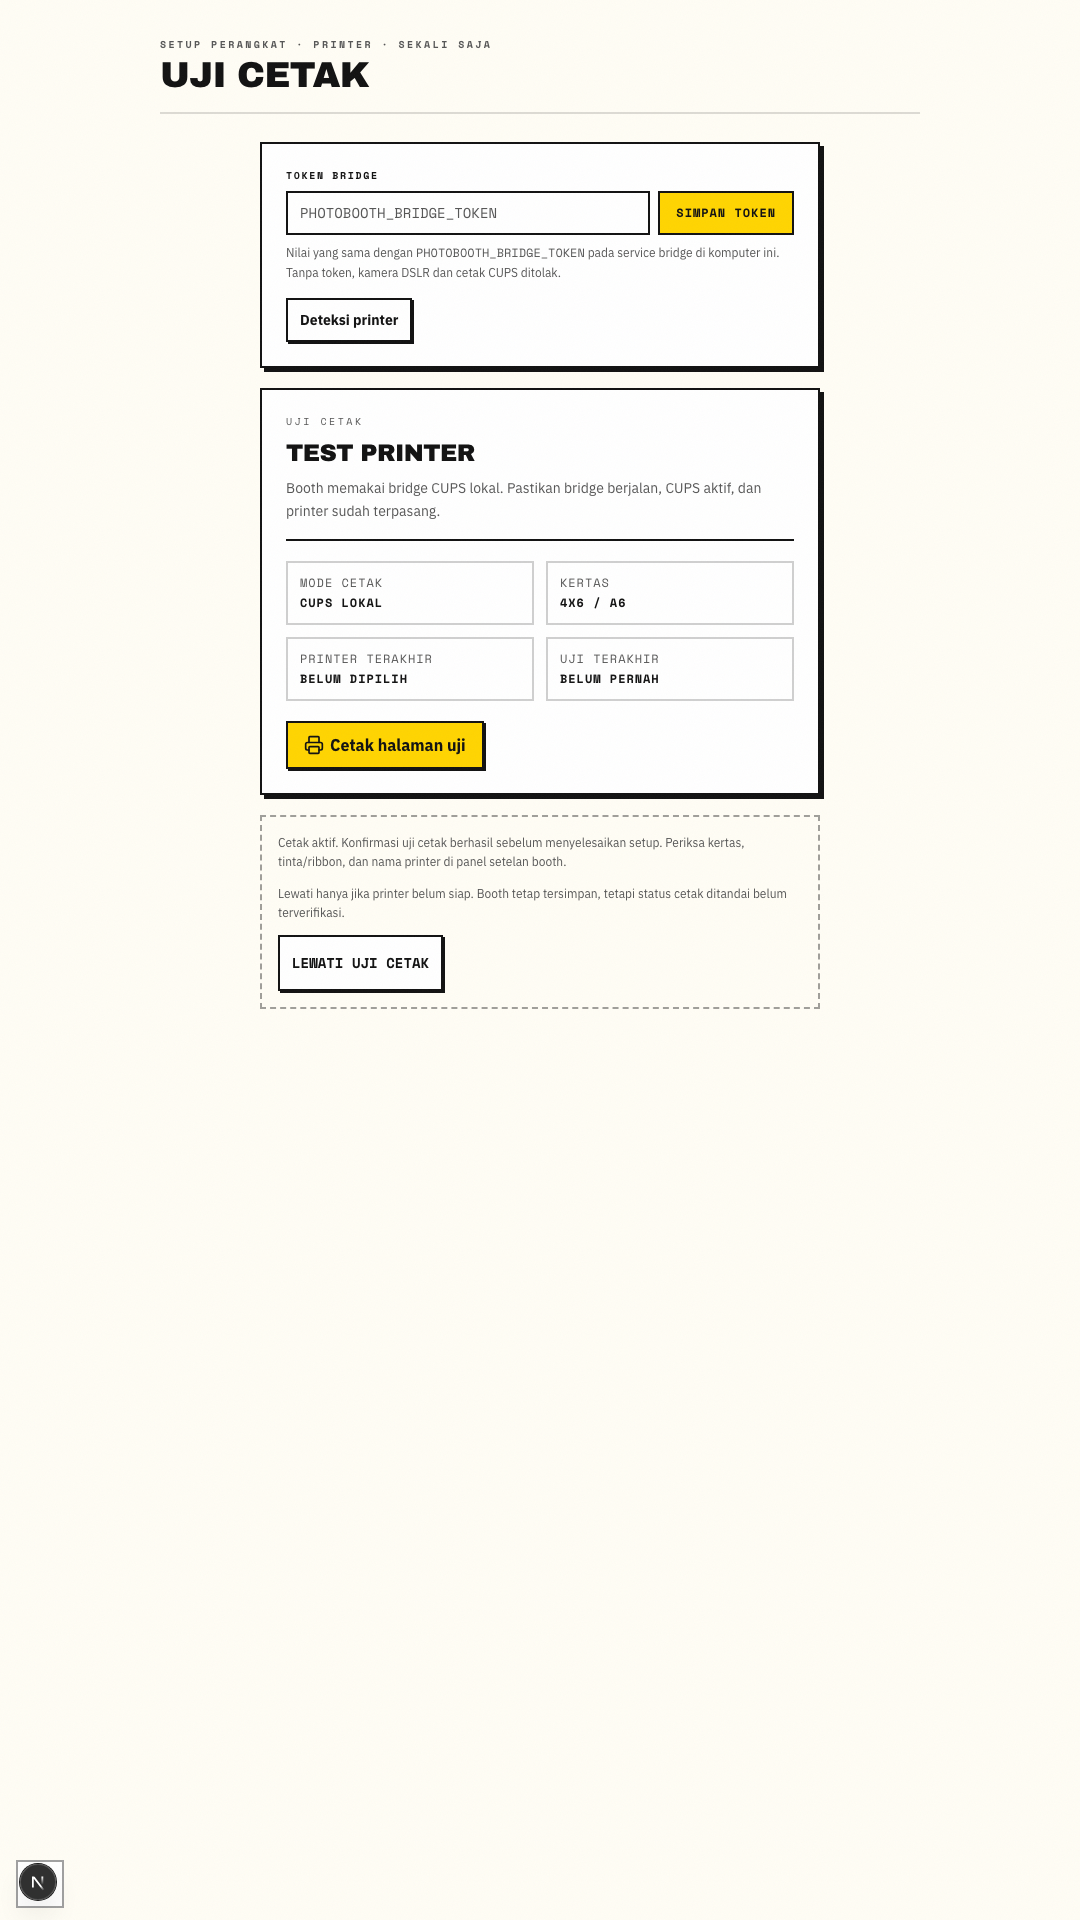 SETUP PERANGKAT · PRINTER · SEKALI SAJA
UJI CETAK
TOKEN BRIDGE
PHOTOBOOTH_BRIDGE_TOKEN
SIMPAN TOKEN
Nilai yang sama dengan PHOTOBOOTH_BRIDGE_TOKEN pada service bridge di komputer ini.
Tanpa token, kamera DSLR dan cetak CUPS ditolak.
Deteksi printer
UJI CETAK
TEST PRINTER
Booth memakai bridge CUPS lokal. Pastikan bridge berjalan, CUPS aktif, dan
printer sudah terpasang.
MODE CETAK
CUPS LOKAL
KERTAS
4X6 / A6
PRINTER TERAKHIR
BELUM DIPILIH
UJI TERAKHIR
BELUM PERNAH
Cetak halaman uji
Cetak aktif. Konfirmasi uji cetak berhasil sebelum menyelesaikan setup. Periksa kertas,
tinta/ribbon, dan nama printer di panel setelan booth.
Lewati hanya jika printer belum siap. Booth tetap tersimpan, tetapi status cetak ditandai belum
terverifikasi.
LEWATI UJI CETAK
N